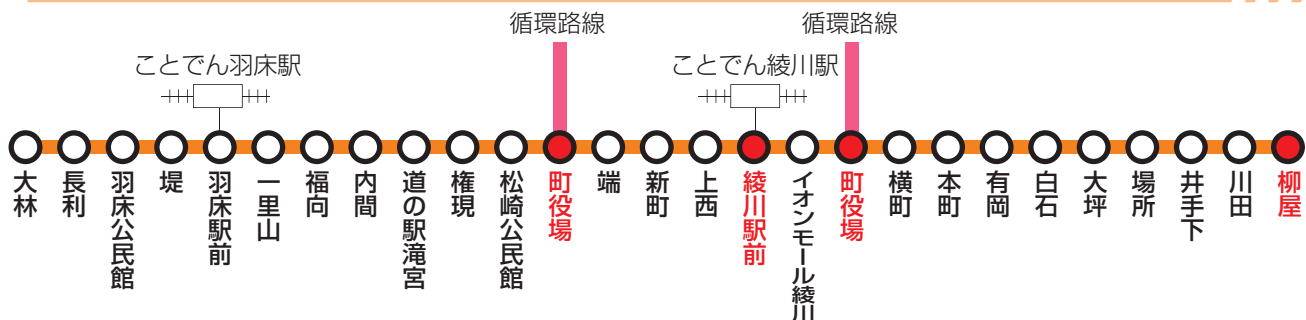 循環路線
循環路線
ことでん羽床駅
ことでん綾川駅
大林
長利
羽床公民館
堤
羽床駅前
一里山
福向
内間
道の駅滝宮
権現
松崎公民館
町役場
端
新町
上西
綾川駅前
イオンモール綾川
町役場
横町
本町
有岡
白石
大坪
場所
井手下
川田
柳屋